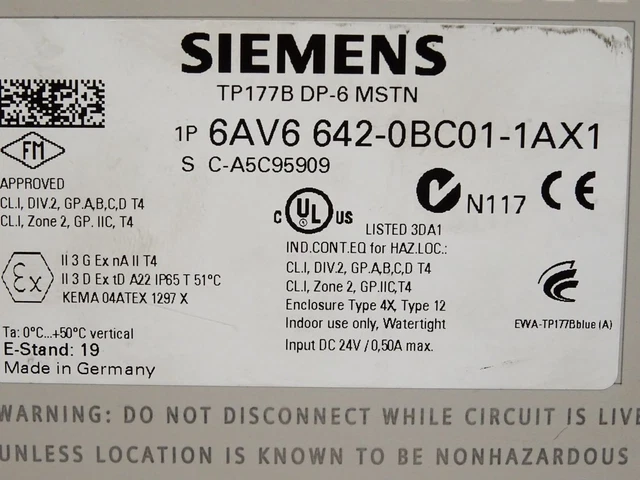 SIEMENS
TP177B DP-6 MSTN
1P 6AV6 642-0BC01-1AX1
S C-A5C95909
FM
APPROVED
CL.I, DIV.2, GP.A,B,C,D T4
CL.I, Zone 2, GP. IIC, T4
N117 CE
C UL US
LISTED 3DA1
IND.CONT.EQ for HAZ.LOC.:
CL.I, DIV.2, GP.A,B,C,D T4
CL.I, Zone 2, GP.IIC,T4
Enclosure Type 4X, Type 12
Indoor use only, Watertight
Input DC 24V / 0,50A max.
Ex
II 3 G Ex nA II T4
II 3 D Ex tD A22 IP65 T 51°C
KEMA 04ATEX 1297 X
EWA-TP177Bblue (A)
Ta: 0°C...+50°C vertical
E-Stand: 19
Made in Germany
WARNING: DO NOT DISCONNECT WHILE CIRCUIT IS LIVE
UNLESS LOCATION IS KNOWN TO BE NONHAZARDOUS